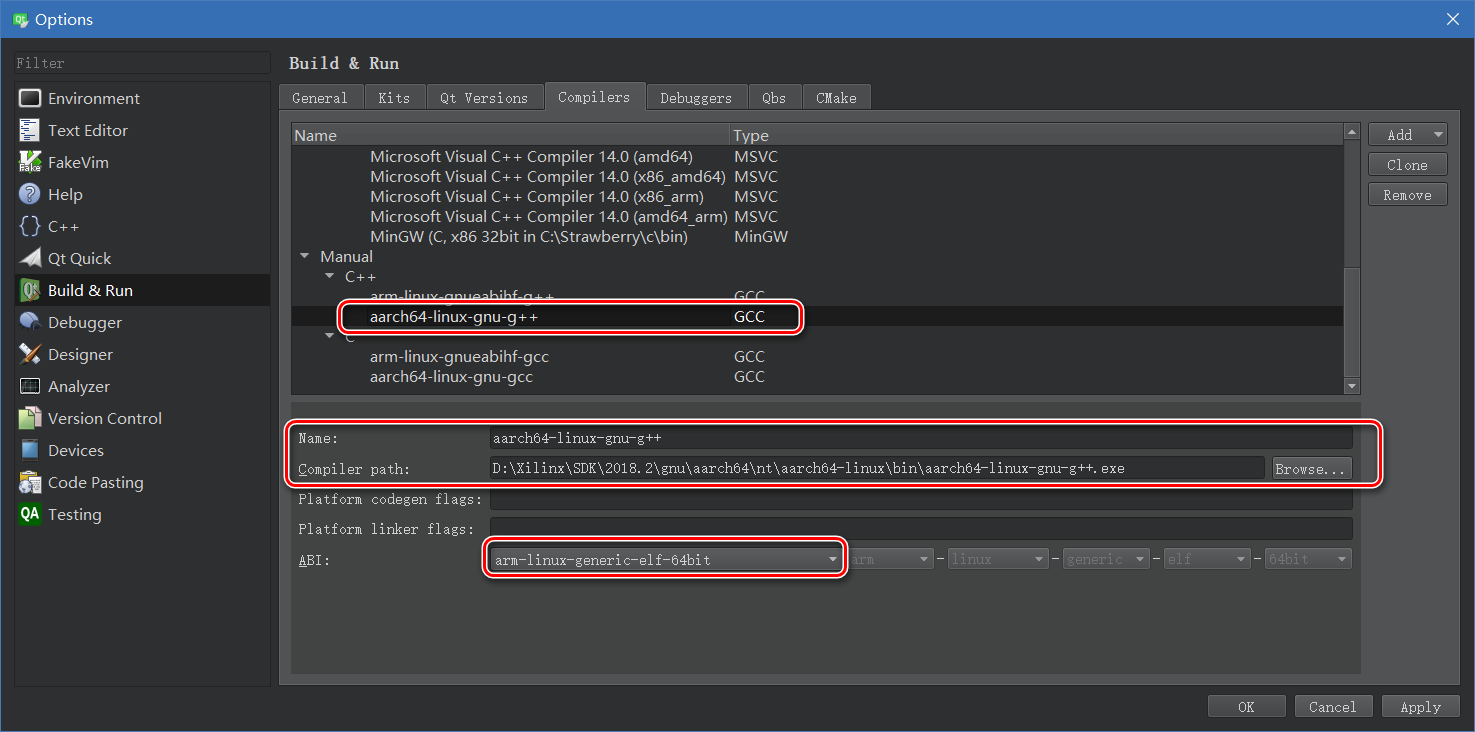 Qt Options
Filter
Environment
Text Editor
Fake FakeVim
Help
C++
Qt Quick
Qt Build & Run
Debugger
Designer
Analyzer
Version Control
Devices
Code Pasting
QA Testing
Build & Run
General Kits Qt Versions Compilers Debuggers Qbs CMake
Name Type
Microsoft Visual C++ Compiler 14.0 (amd64) MSVC
Microsoft Visual C++ Compiler 14.0 (x86_amd64) MSVC
Microsoft Visual C++ Compiler 14.0 (x86_arm) MSVC
Microsoft Visual C++ Compiler 14.0 (amd64_arm) MSVC
MinGW (C, x86 32bit in C:\Strawberry\c\bin) MinGW
Manual
C++
arm-linux-gnueabihf-g++ GCC
aarch64-linux-gnu-g++ GCC
C
arm-linux-gnueabihf-gcc GCC
aarch64-linux-gnu-gcc GCC
Add
Clone
Remove
Name: aarch64-linux-gnu-g++
Compiler path: D:\Xilinx\SDK\2018.2\gnu\aarch64\nt\aarch64-linux\bin\aarch64-linux-gnu-g++.exe Browse...
Platform codegen flags:
Platform linker flags:
ABI: arm-linux-generic-elf-64bit arm - linux - generic - elf - 64bit
OK Cancel Apply